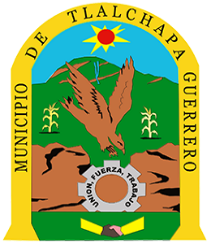 MUNICIPIO DE TLALCHAPA GUERRERO
UNION, FUERZA, TRABAJO